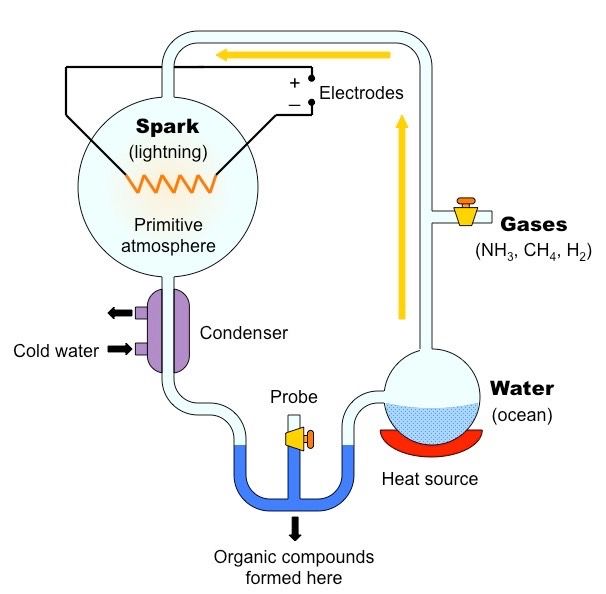 +
–
Electrodes
Spark
(lightning)
Primitive
atmosphere
Gases
(NH₃, CH₄, H₂)
Condenser
Cold water
Probe
Water
(ocean)
Heat source
Organic compounds
formed here